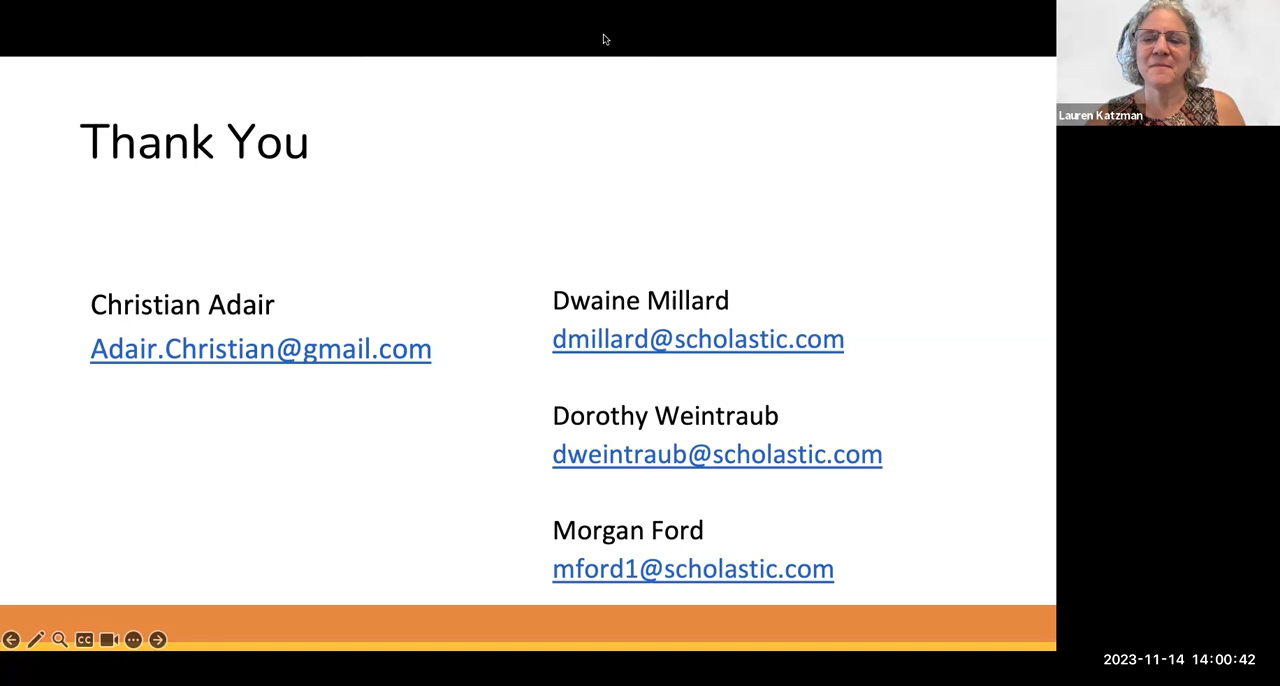 Thank You
Christian Adair
Adair.Christian@gmail.com
Dwaine Millard
dmillard@scholastic.com
Dorothy Weintraub
dweintraub@scholastic.com
Morgan Ford
mford1@scholastic.com
Lauren Katzman
CC
2023-11-14 14:00:42